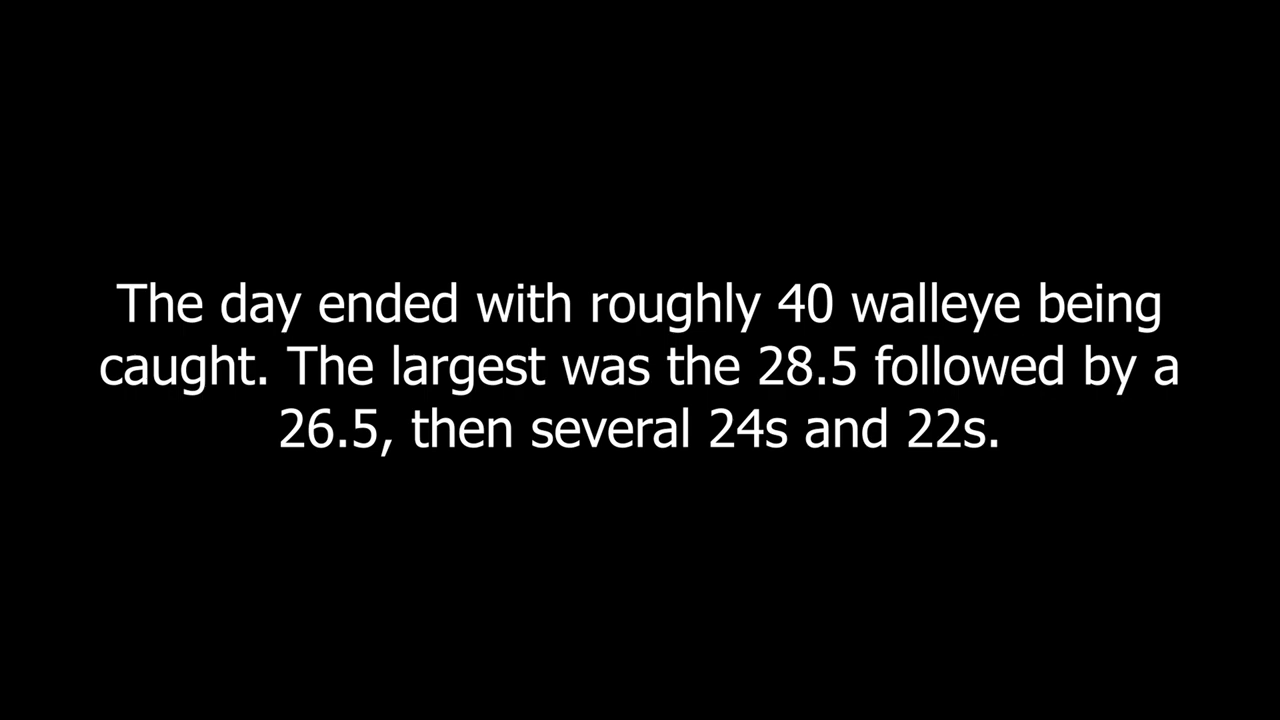 The day ended with roughly 40 walleye being
caught. The largest was the 28.5 followed by a
26.5, then several 24s and 22s.